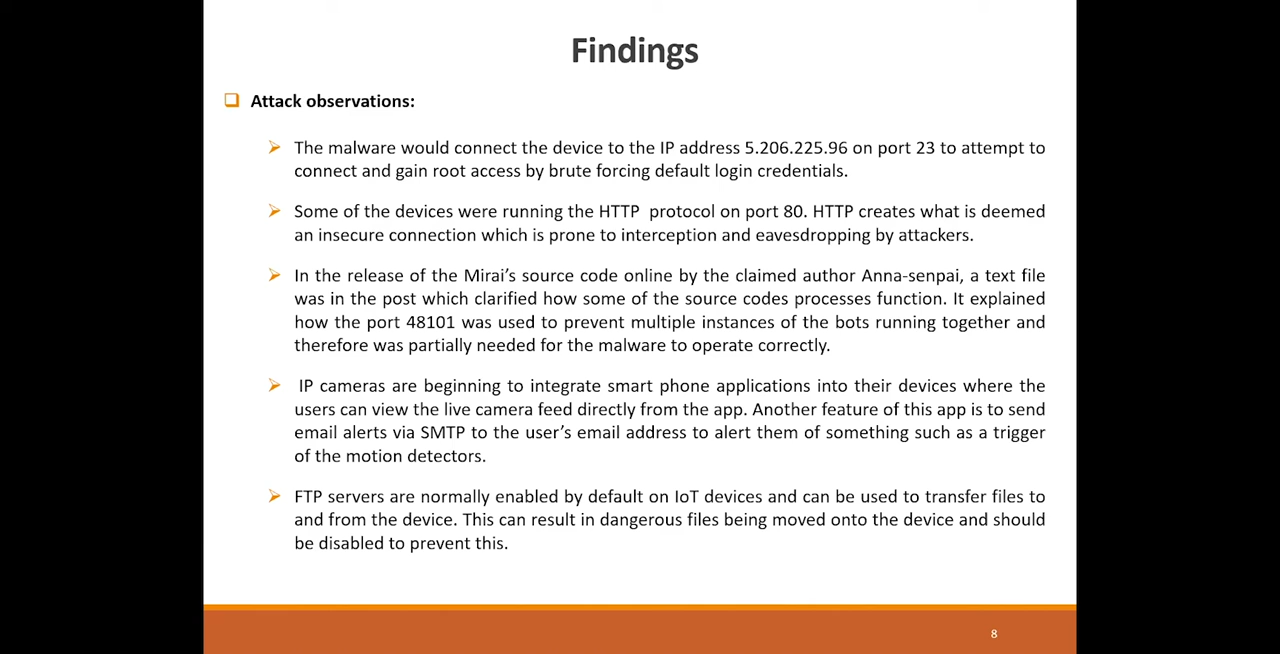 Findings
Attack observations:
The malware would connect the device to the IP address 5.206.225.96 on port 23 to attempt to
connect and gain root access by brute forcing default login credentials.
Some of the devices were running the HTTP protocol on port 80. HTTP creates what is deemed
an insecure connection which is prone to interception and eavesdropping by attackers.
In the release of the Mirai’s source code online by the claimed author Anna-senpai, a text file
was in the post which clarified how some of the source codes processes function. It explained
how the port 48101 was used to prevent multiple instances of the bots running together and
therefore was partially needed for the malware to operate correctly.
IP cameras are beginning to integrate smart phone applications into their devices where the
users can view the live camera feed directly from the app. Another feature of this app is to send
email alerts via SMTP to the user’s email address to alert them of something such as a trigger
of the motion detectors.
FTP servers are normally enabled by default on IoT devices and can be used to transfer files to
and from the device. This can result in dangerous files being moved onto the device and should
be disabled to prevent this.
8